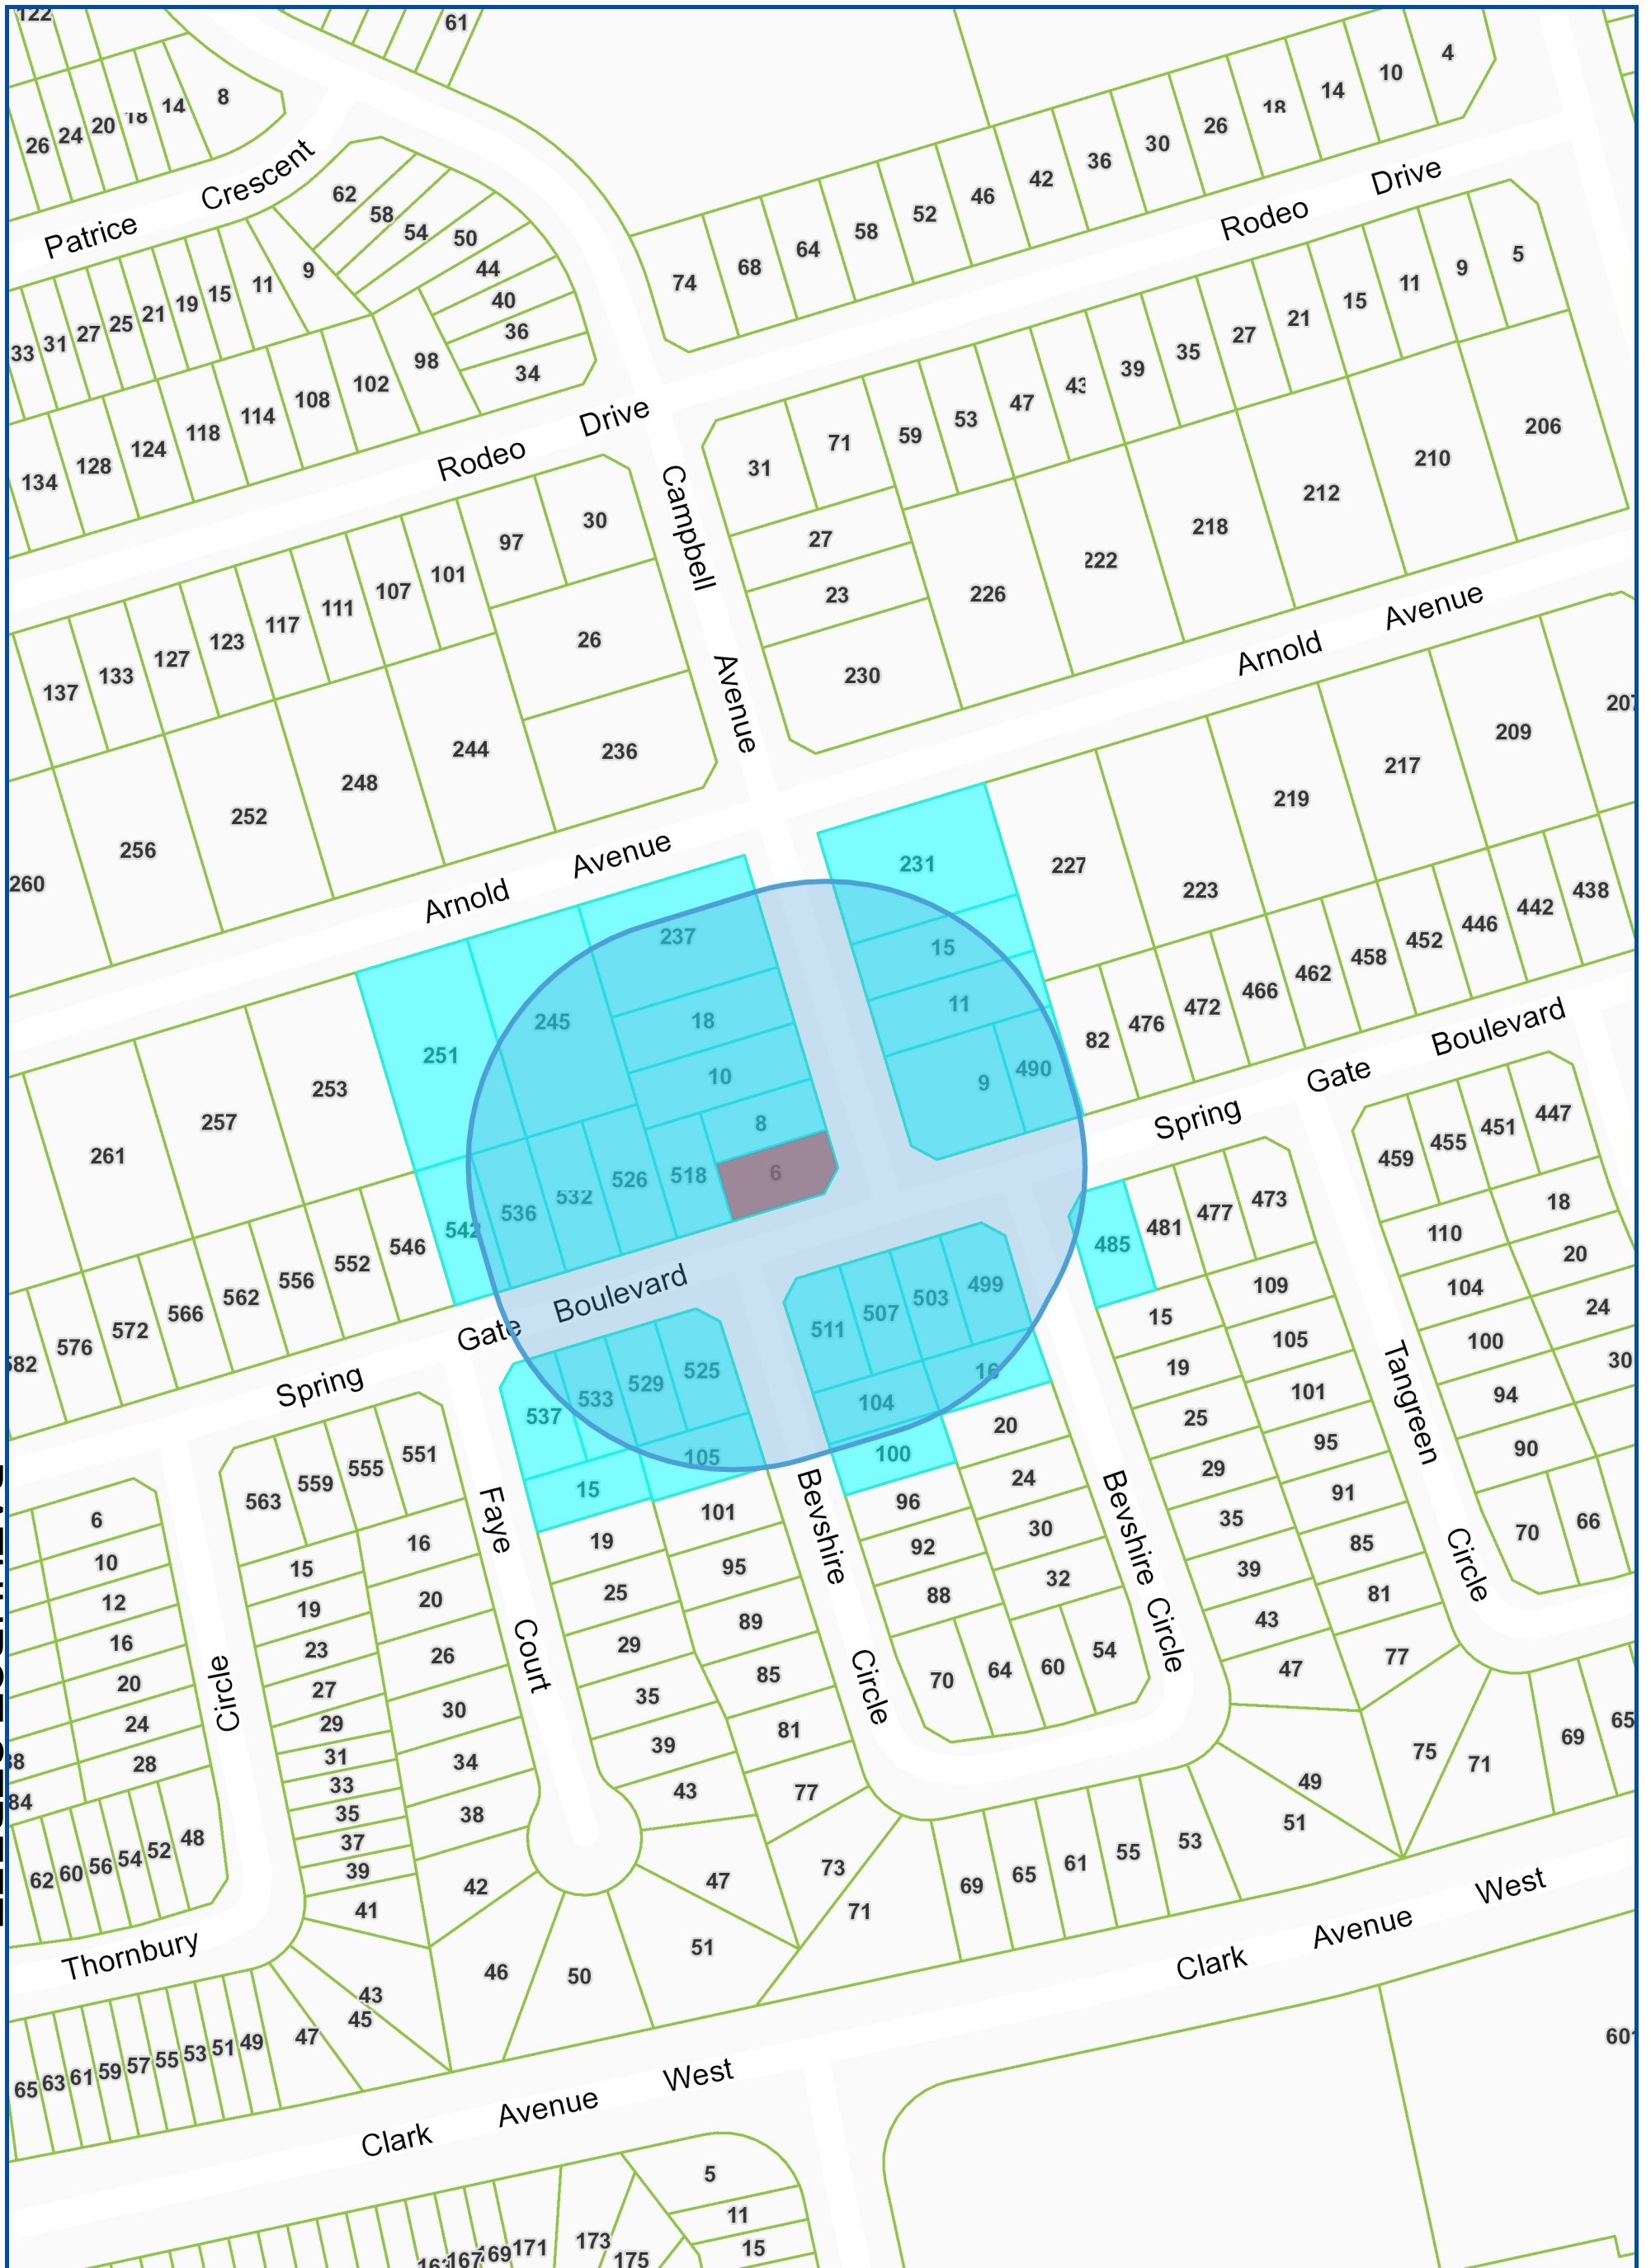 122
61
26 24 20 18 14 8
Patrice Crescent
62 58 54 50 44 40 36 34
33 31 27 25 21 19 15 11 9
134 128 124 118 114 108 102 98
74 68 64 58 52 46 42 36 30 26 18 14 10 4
Rodeo Drive
Rodeo Drive
31 71 59 53 47 43 39 35 27 21 15 11 9 5
27
23
230 226 222 218 212 210 206
Campbell Avenue
137 133 127 123 117 111 107 101 97 30
26
260 256 252 248 244 236
Arnold Avenue
Arnold Avenue
231 227 223 219 217 209 207
15
11
9 490 82 476 472 466 462 458 452 446 442 438
261 257 253 251 245 237
18
10
8
6
582 576 572 566 562 556 552 546 542 536 532 526 518
Spring Gate Boulevard
Spring Gate Boulevard
563 559 555 551
537 533 529 525
511 507 503 499
485 481 477 473
459 455 451 447
6
10
12
16
20
24
28
38
84
62 60 56 54 52 48
Circle
Thornbury
15
19
23
27
29
31
33
35
37
39
41
43
45
16
20
26
30
34
38
42
46
50
51
47
Faye Court
15
19
25
29
35
39
43
105
101
95
89
85
81
77
73
71
Bevshire Circle
104
100
96
92
88
70 64 60 54
16
20
24
30
32
Bevshire Circle
15
19
25
29
35
39
43
47
49
51
109
105
101
95
91
85
81
77
75
71
69
65
Tangreen Circle
110
104
100
94
90
70 66
18
20
24
30
69 65 61 55 53
65 63 61 59 57 55 53 51 49 47
Clark Avenue West
Clark Avenue West
601
5
11
15
167 169 171 173 175